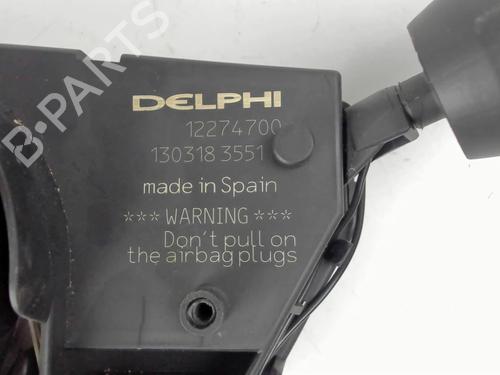 B-PARTS
DELPHI
12274700
130318 3551
made in Spain
*** WARNING ***
Don't pull on
the airbag plugs